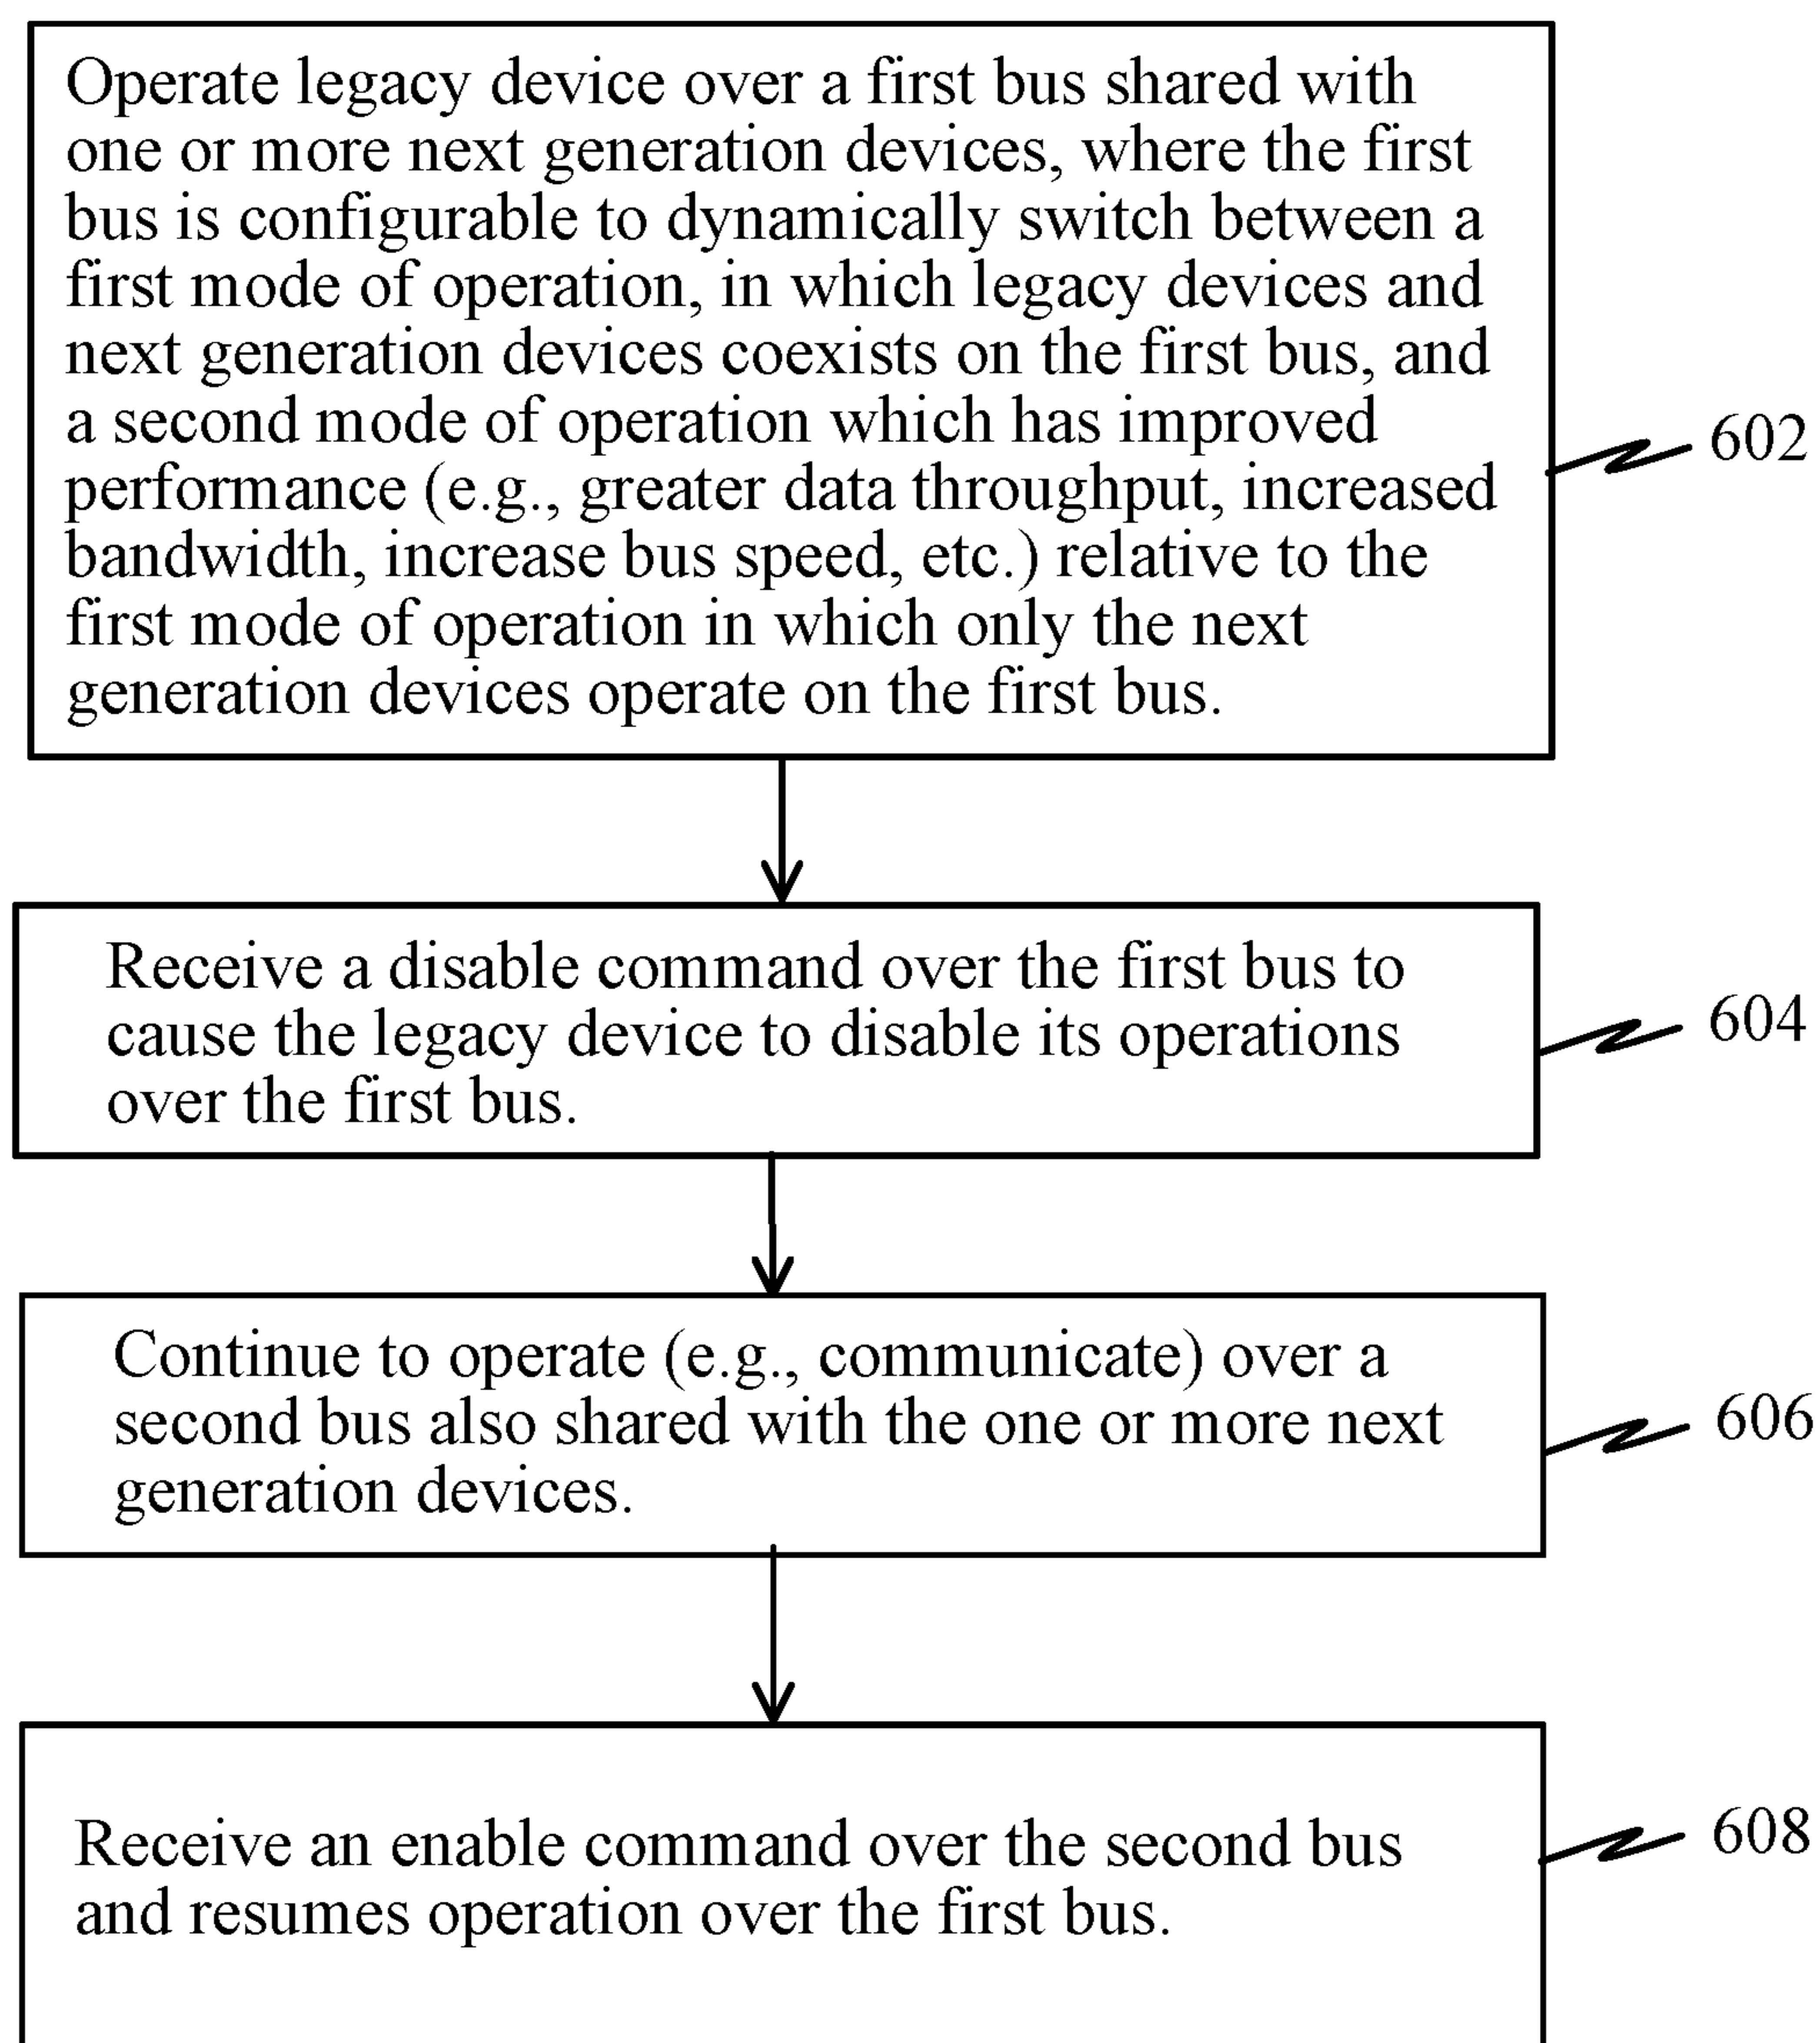 Operate legacy device over a first bus shared with
one or more next generation devices, where the first
bus is configurable to dynamically switch between a
first mode of operation, in which legacy devices and
next generation devices coexists on the first bus, and
a second mode of operation which has improved
performance (e.g., greater data throughput, increased
bandwidth, increase bus speed, etc.) relative to the
first mode of operation in which only the next
generation devices operate on the first bus.
602
Receive a disable command over the first bus to
cause the legacy device to disable its operations
over the first bus.
604
Continue to operate (e.g., communicate) over a
second bus also shared with the one or more next
generation devices.
606
Receive an enable command over the second bus
and resumes operation over the first bus.
608